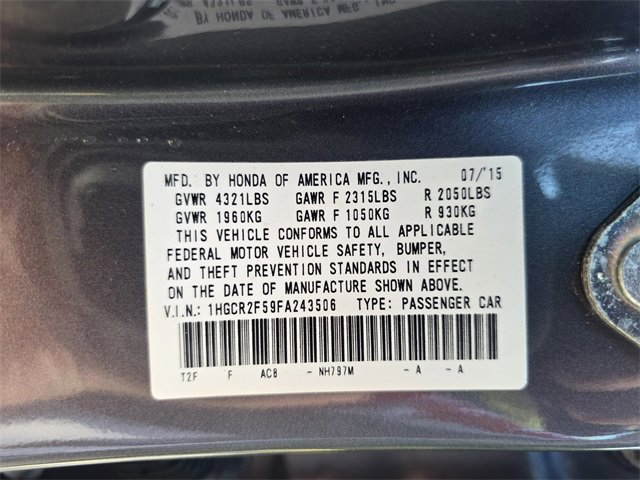 MFD. BY HONDA OF AMERICA MFG., INC. 07/'15
GVWR 4321LBS GAWR F 2315LBS R 2050LBS
GVWR 1960KG GAWR F 1050KG R 930KG
THIS VEHICLE CONFORMS TO ALL APPLICABLE
FEDERAL MOTOR VEHICLE SAFETY, BUMPER,
AND THEFT PREVENTION STANDARDS IN EFFECT
ON THE DATE OF MANUFACTURE SHOWN ABOVE.
V.I.N.: 1HGCR2F59FA243506 TYPE: PASSENGER CAR
T2F F AC8 - NH797M - A - A